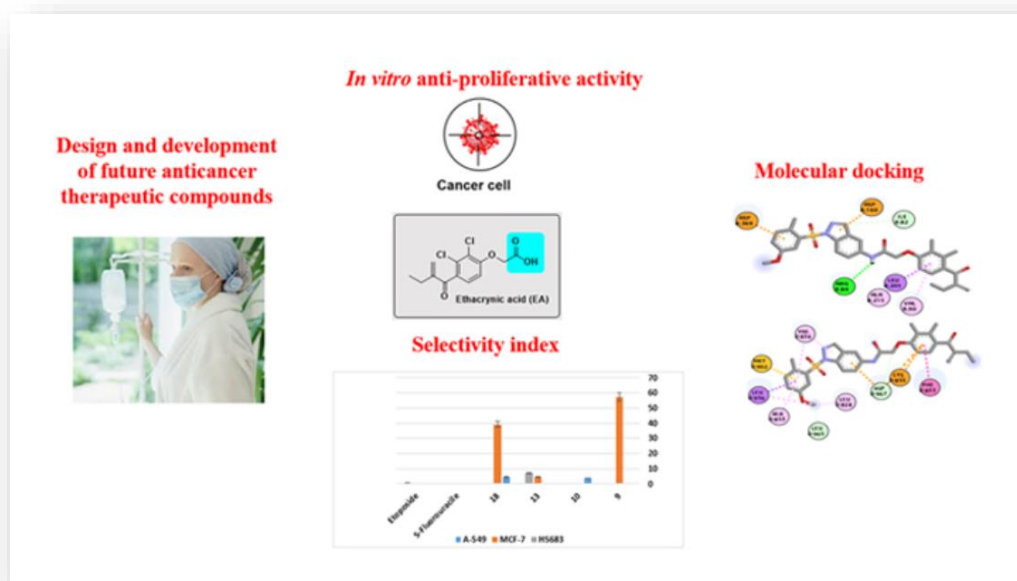 In vitro anti-proliferative activity
Design and development
of future anticancer
therapeutic compounds
Cancer cell
Molecular docking
Cl
O
Cl
O
OH
O
Ethacrynic acid (EA)
Selectivity index
70
60
50
40
30
20
10
0
Etoposide
5-Fluorouracile
18
13
10
9
A-549 MCF-7 HS683